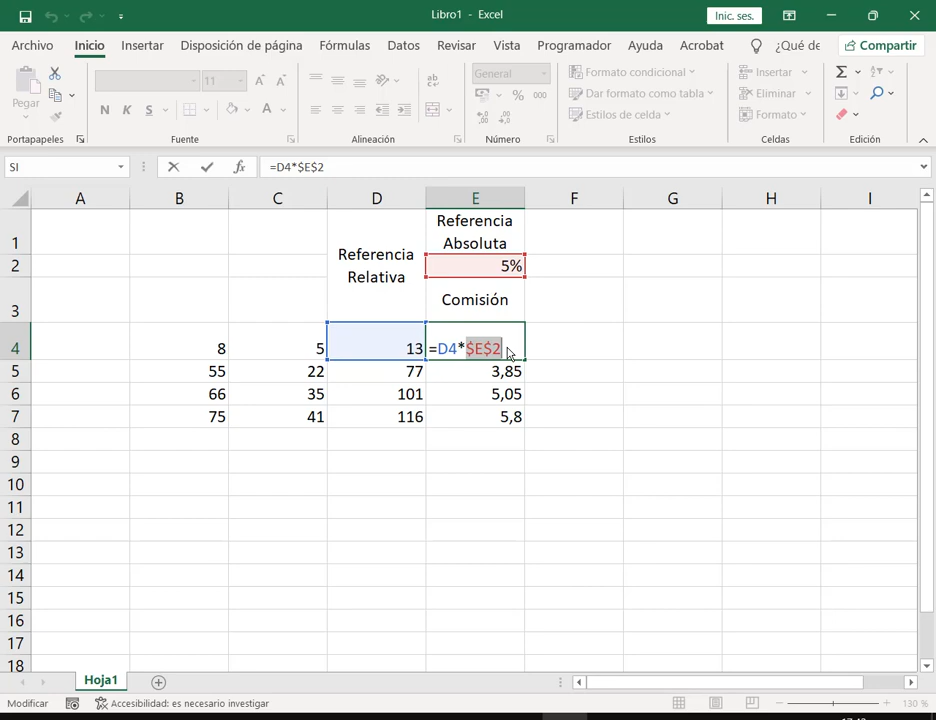 Libro1 - Excel
Inic. ses.
Archivo Inicio Insertar Disposición de página Fórmulas Datos Revisar Vista Programador Ayuda Acrobat ¿Qué de Compartir
Pegar
11
N K S
A
ab
General
% 000
Formato condicional
Dar formato como tabla
Estilos de celda
Insertar
Eliminar
Formato
Σ
Portapapeles Fuente Alineación Número Estilos Celdas Edición
SI fx =D4*$E$2
A B C D E F G H I
1 Referencia
Absoluta
2 5%
Referencia
Relativa
3 Comisión
4 8 5 13 =D4*$E$2
5 55 22 77 3,85
6 66 35 101 5,05
7 75 41 116 5,8
8
9
10
11
12
13
14
15
16
17
18
Hoja1
Modificar Accesibilidad: es necesario investigar 130 %